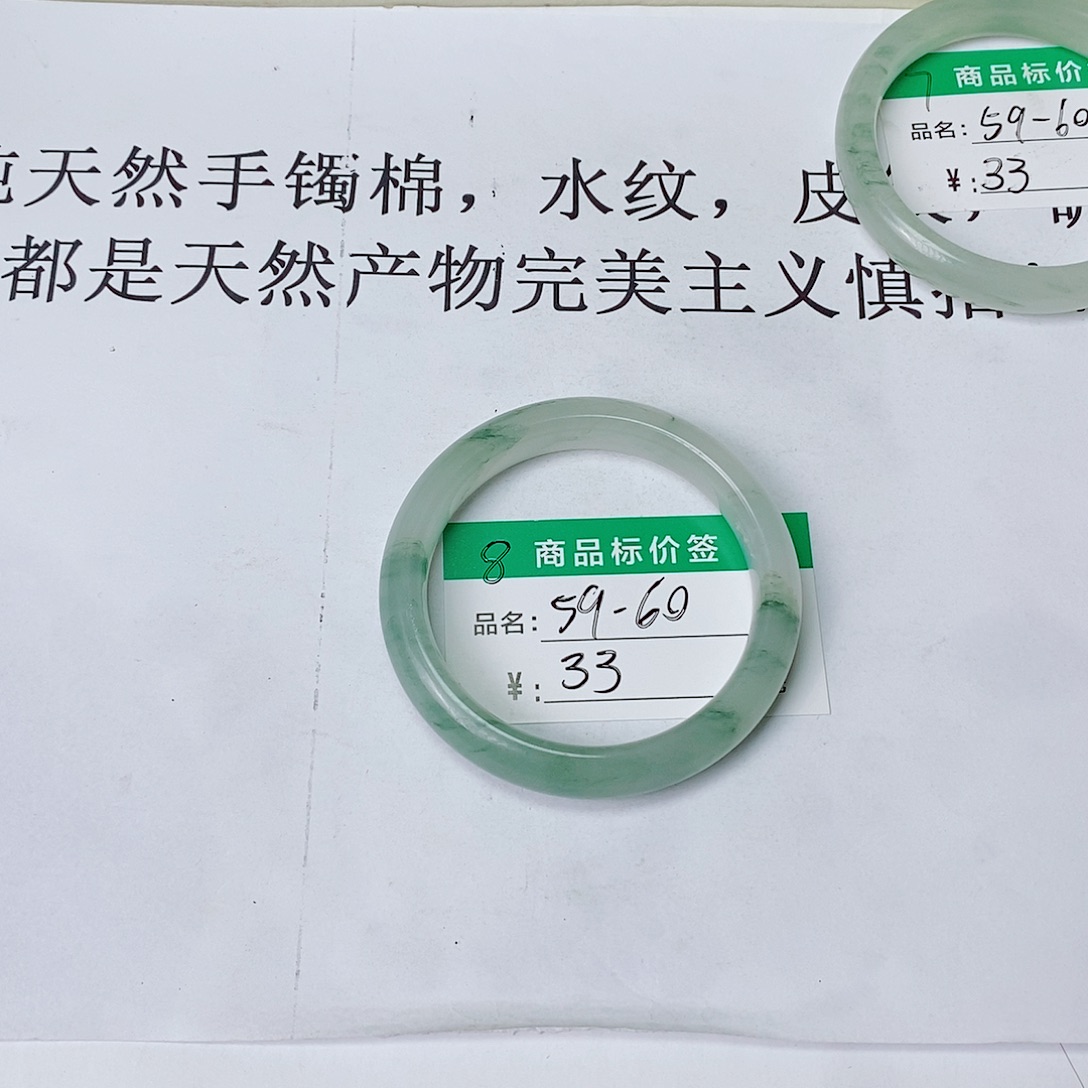 天然手镯棉，水纹，皮
都是天然产物完美主义慎拍
7 商品标价
品名：59-60
¥：33
8 商品标价签
品名：59-60
¥：33